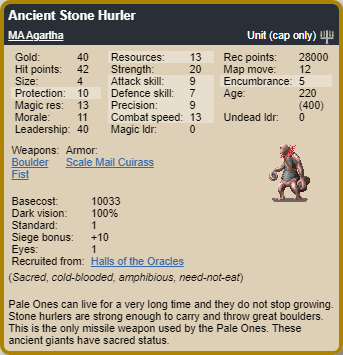 Ancient Stone Hurler
MA Agartha Unit (cap only)
Gold: 40 Resources: 13 Rec points: 28000
Hit points: 42 Strength: 20 Map move: 12
Size: 4 Attack skill: 9 Encumbrance: 5
Protection: 10 Defence skill: 7 Age: 220
Magic res: 13 Precision: 9 (400)
Morale: 11 Combat speed: 13 Undead ldr: 0
Leadership: 40 Magic ldr: 0
Weapons: Armor:
Boulder Scale Mail Cuirass
Fist
Basecost: 10033
Dark vision: 100%
Standard: 1
Siege bonus: +10
Eyes: 1
Recruited from: Halls of the Oracles
(Sacred, cold-blooded, amphibious, need-not-eat)
Pale Ones can live for a very long time and they do not stop growing.
Stone hurlers are strong enough to carry and throw great boulders.
This is the only missile weapon used by the Pale Ones. These
ancient giants have sacred status.